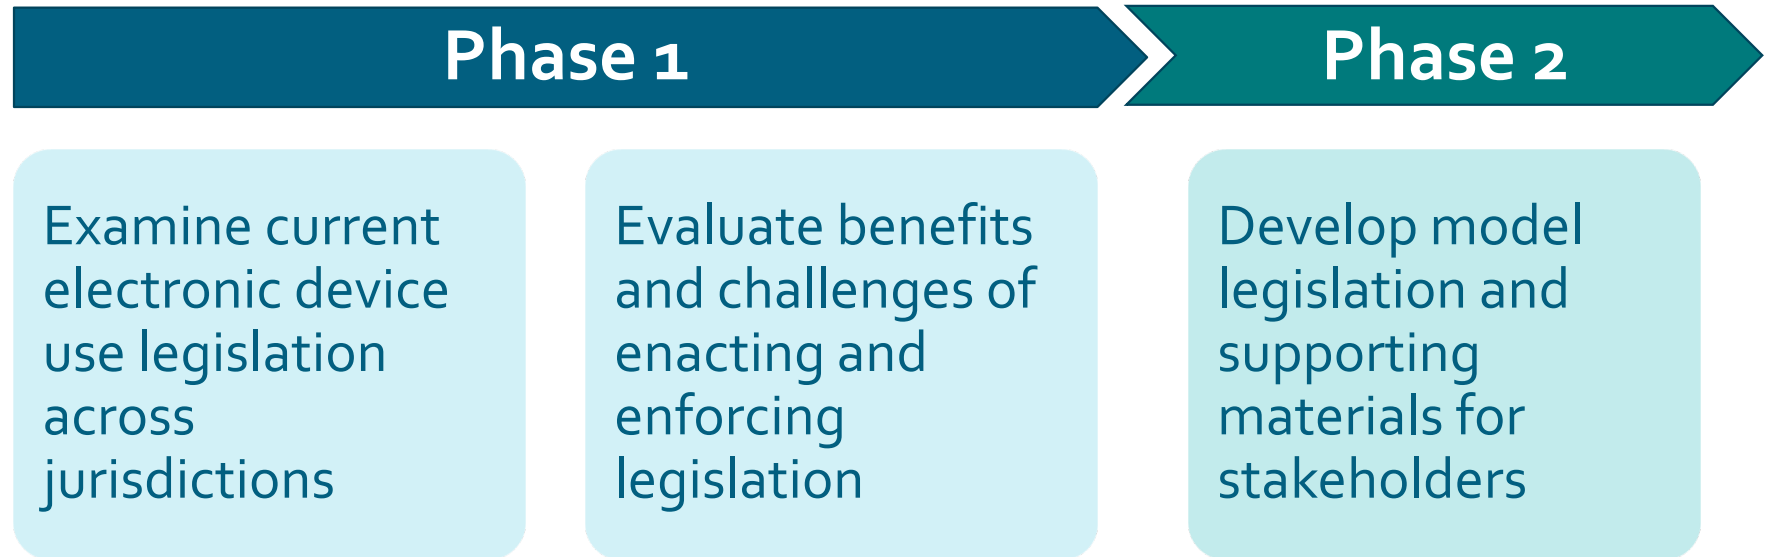 Phase 1
Phase 2
Examine current
electronic device
use legislation
across
jurisdictions
Evaluate benefits
and challenges of
enacting and
enforcing
legislation
Develop model
legislation and
supporting
materials for
stakeholders